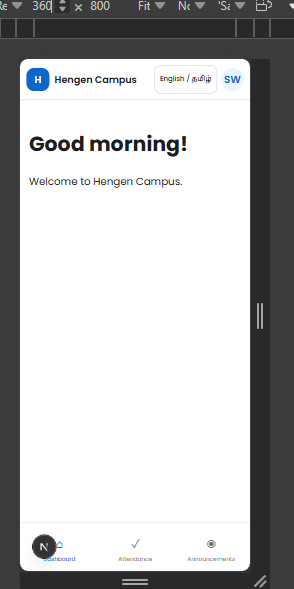 360 × 800 Fit
H Hengen Campus English / தமிழ் SW
Good morning!
Welcome to Hengen Campus.
N
Dashboard Attendance Announcements